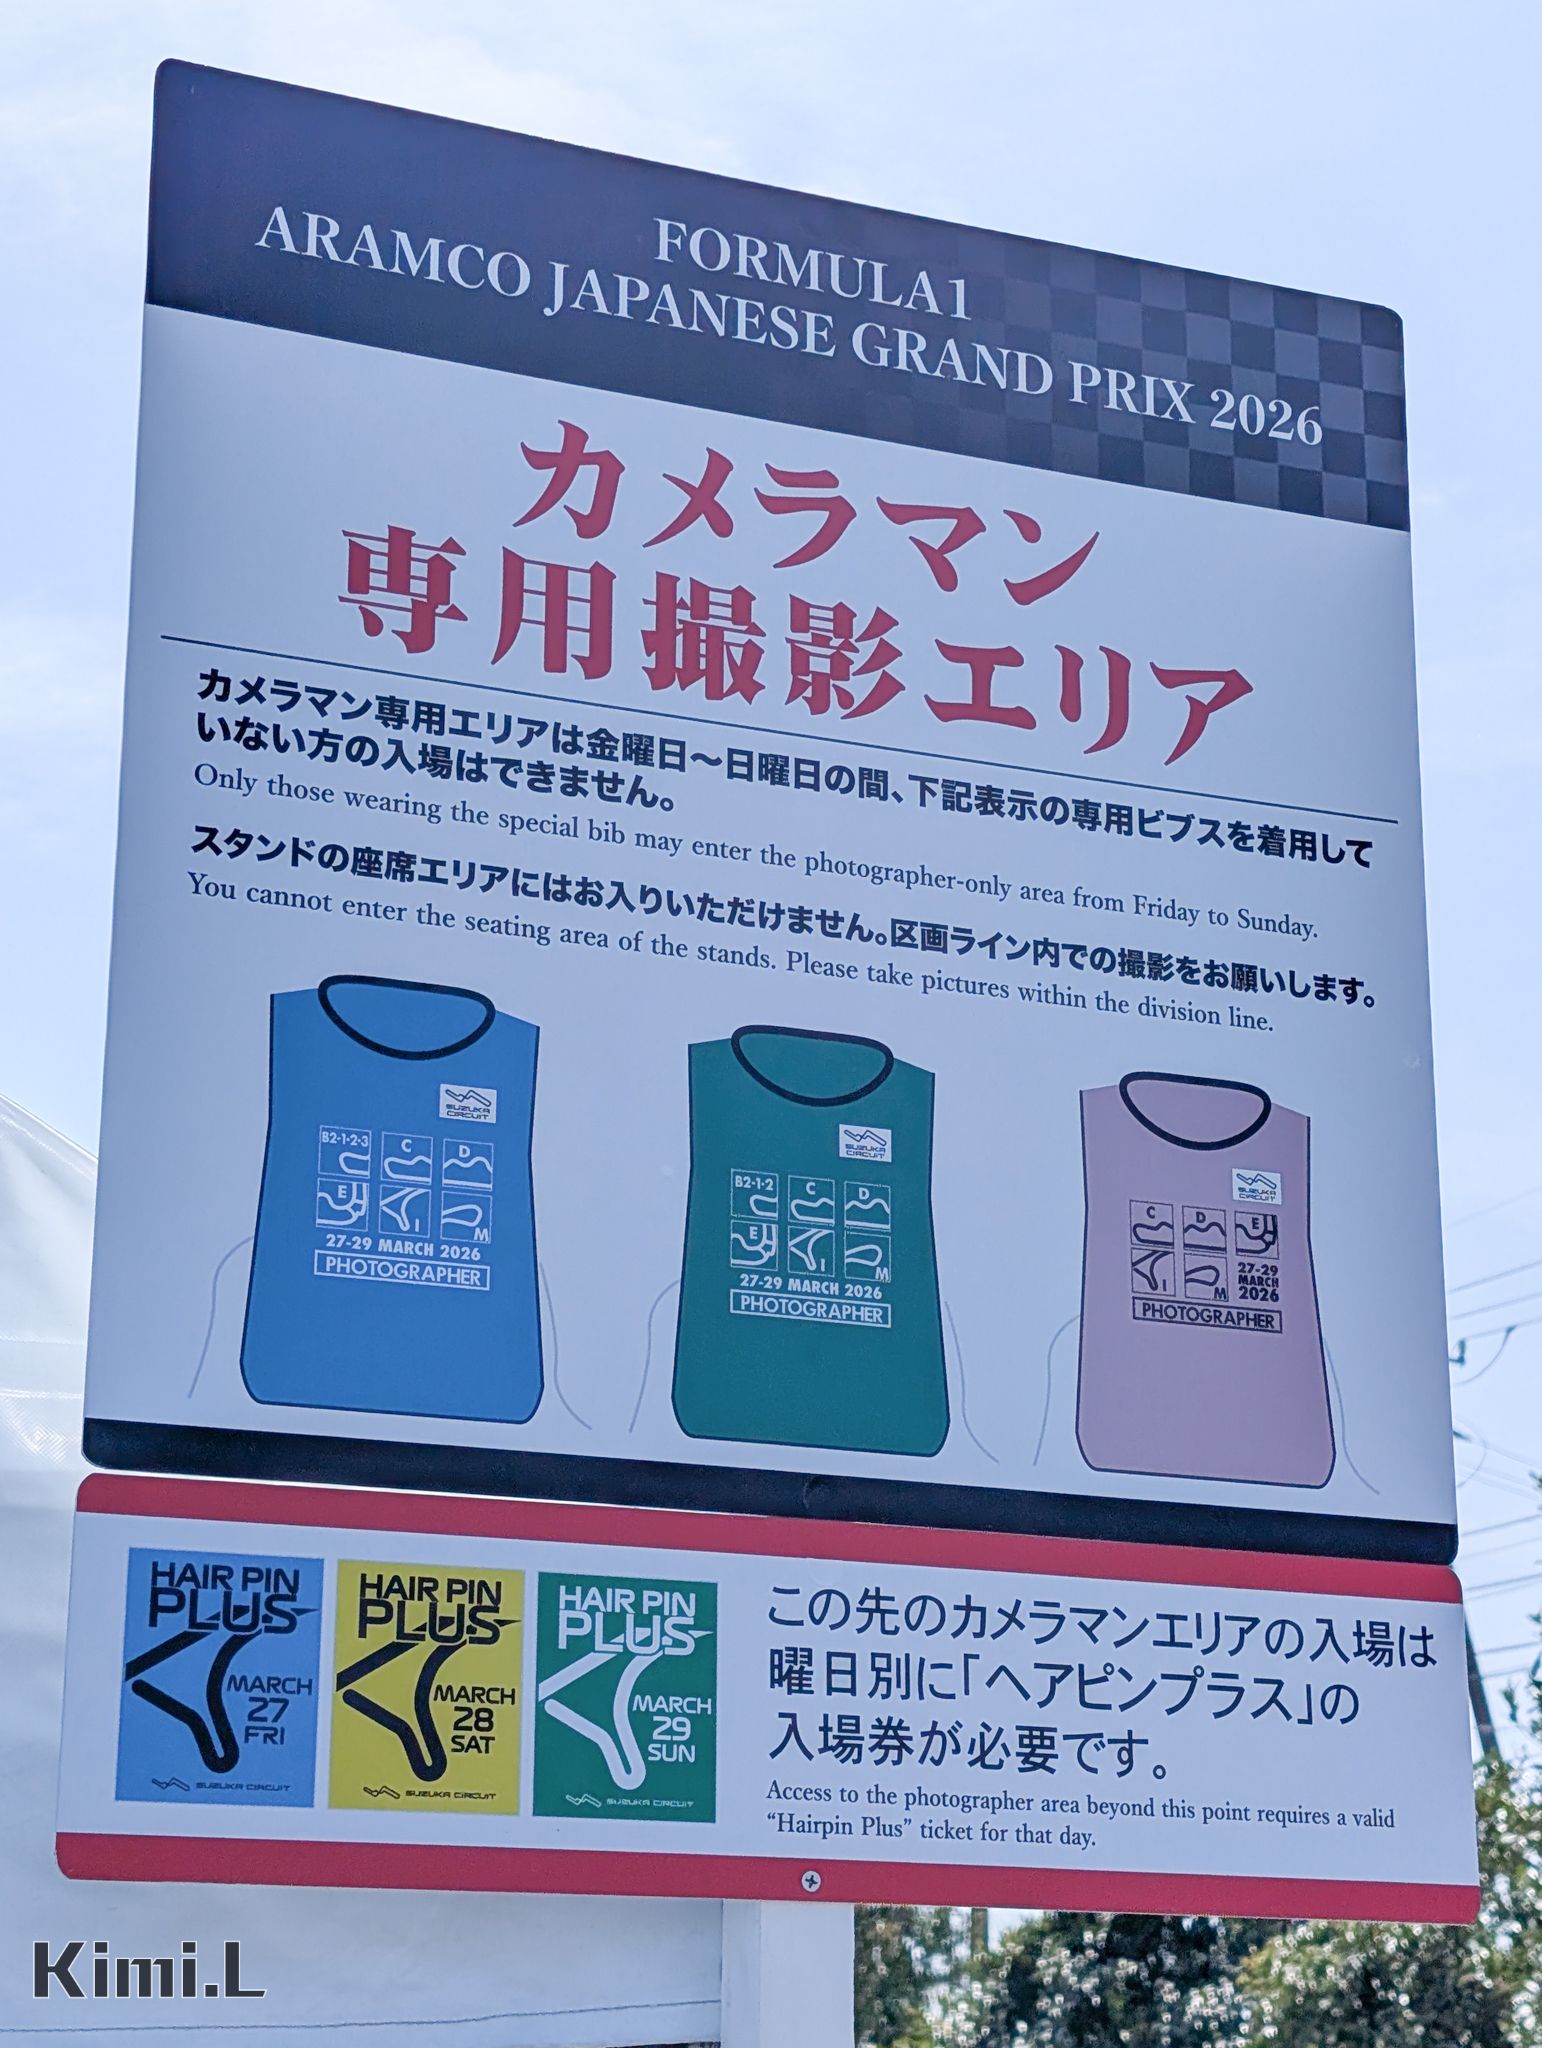 FORMULA1
ARAMCO JAPANESE GRAND PRIX 2026
カメラマン
専用撮影エリア
カメラマン専用エリアは金曜日〜日曜日の間、下記表示の専用ビブスを着用して
いない方の入場はできません。
Only those wearing the special bib may enter the photographer-only area from Friday to Sunday.
スタンドの座席エリアにはお入りいただけません。区画ライン内での撮影をお願いします。
You cannot enter the seating area of the stands. Please take pictures within the division line.
SUZUKA
CIRCUIT
B2-1-2-3 C D
E I M
27-29 MARCH 2026
PHOTOGRAPHER
SUZUKA
CIRCUIT
B2-1-2 C D
E I M
27-29 MARCH 2026
PHOTOGRAPHER
SUZUKA
CIRCUIT
C D E
I M
27-29
MARCH
2026
PHOTOGRAPHER
HAIR PIN
PLUS
MARCH
27
FRI
SUZUKA CIRCUIT
HAIR PIN
PLUS
MARCH
28
SAT
SUZUKA CIRCUIT
HAIR PIN
PLUS
MARCH
29
SUN
SUZUKA CIRCUIT
この先のカメラマンエリアの入場は
曜日別に「ヘアピンプラス」の
入場券が必要です。
Access to the photographer area beyond this point requires a valid
“Hairpin Plus” ticket for that day.
Kimi.L